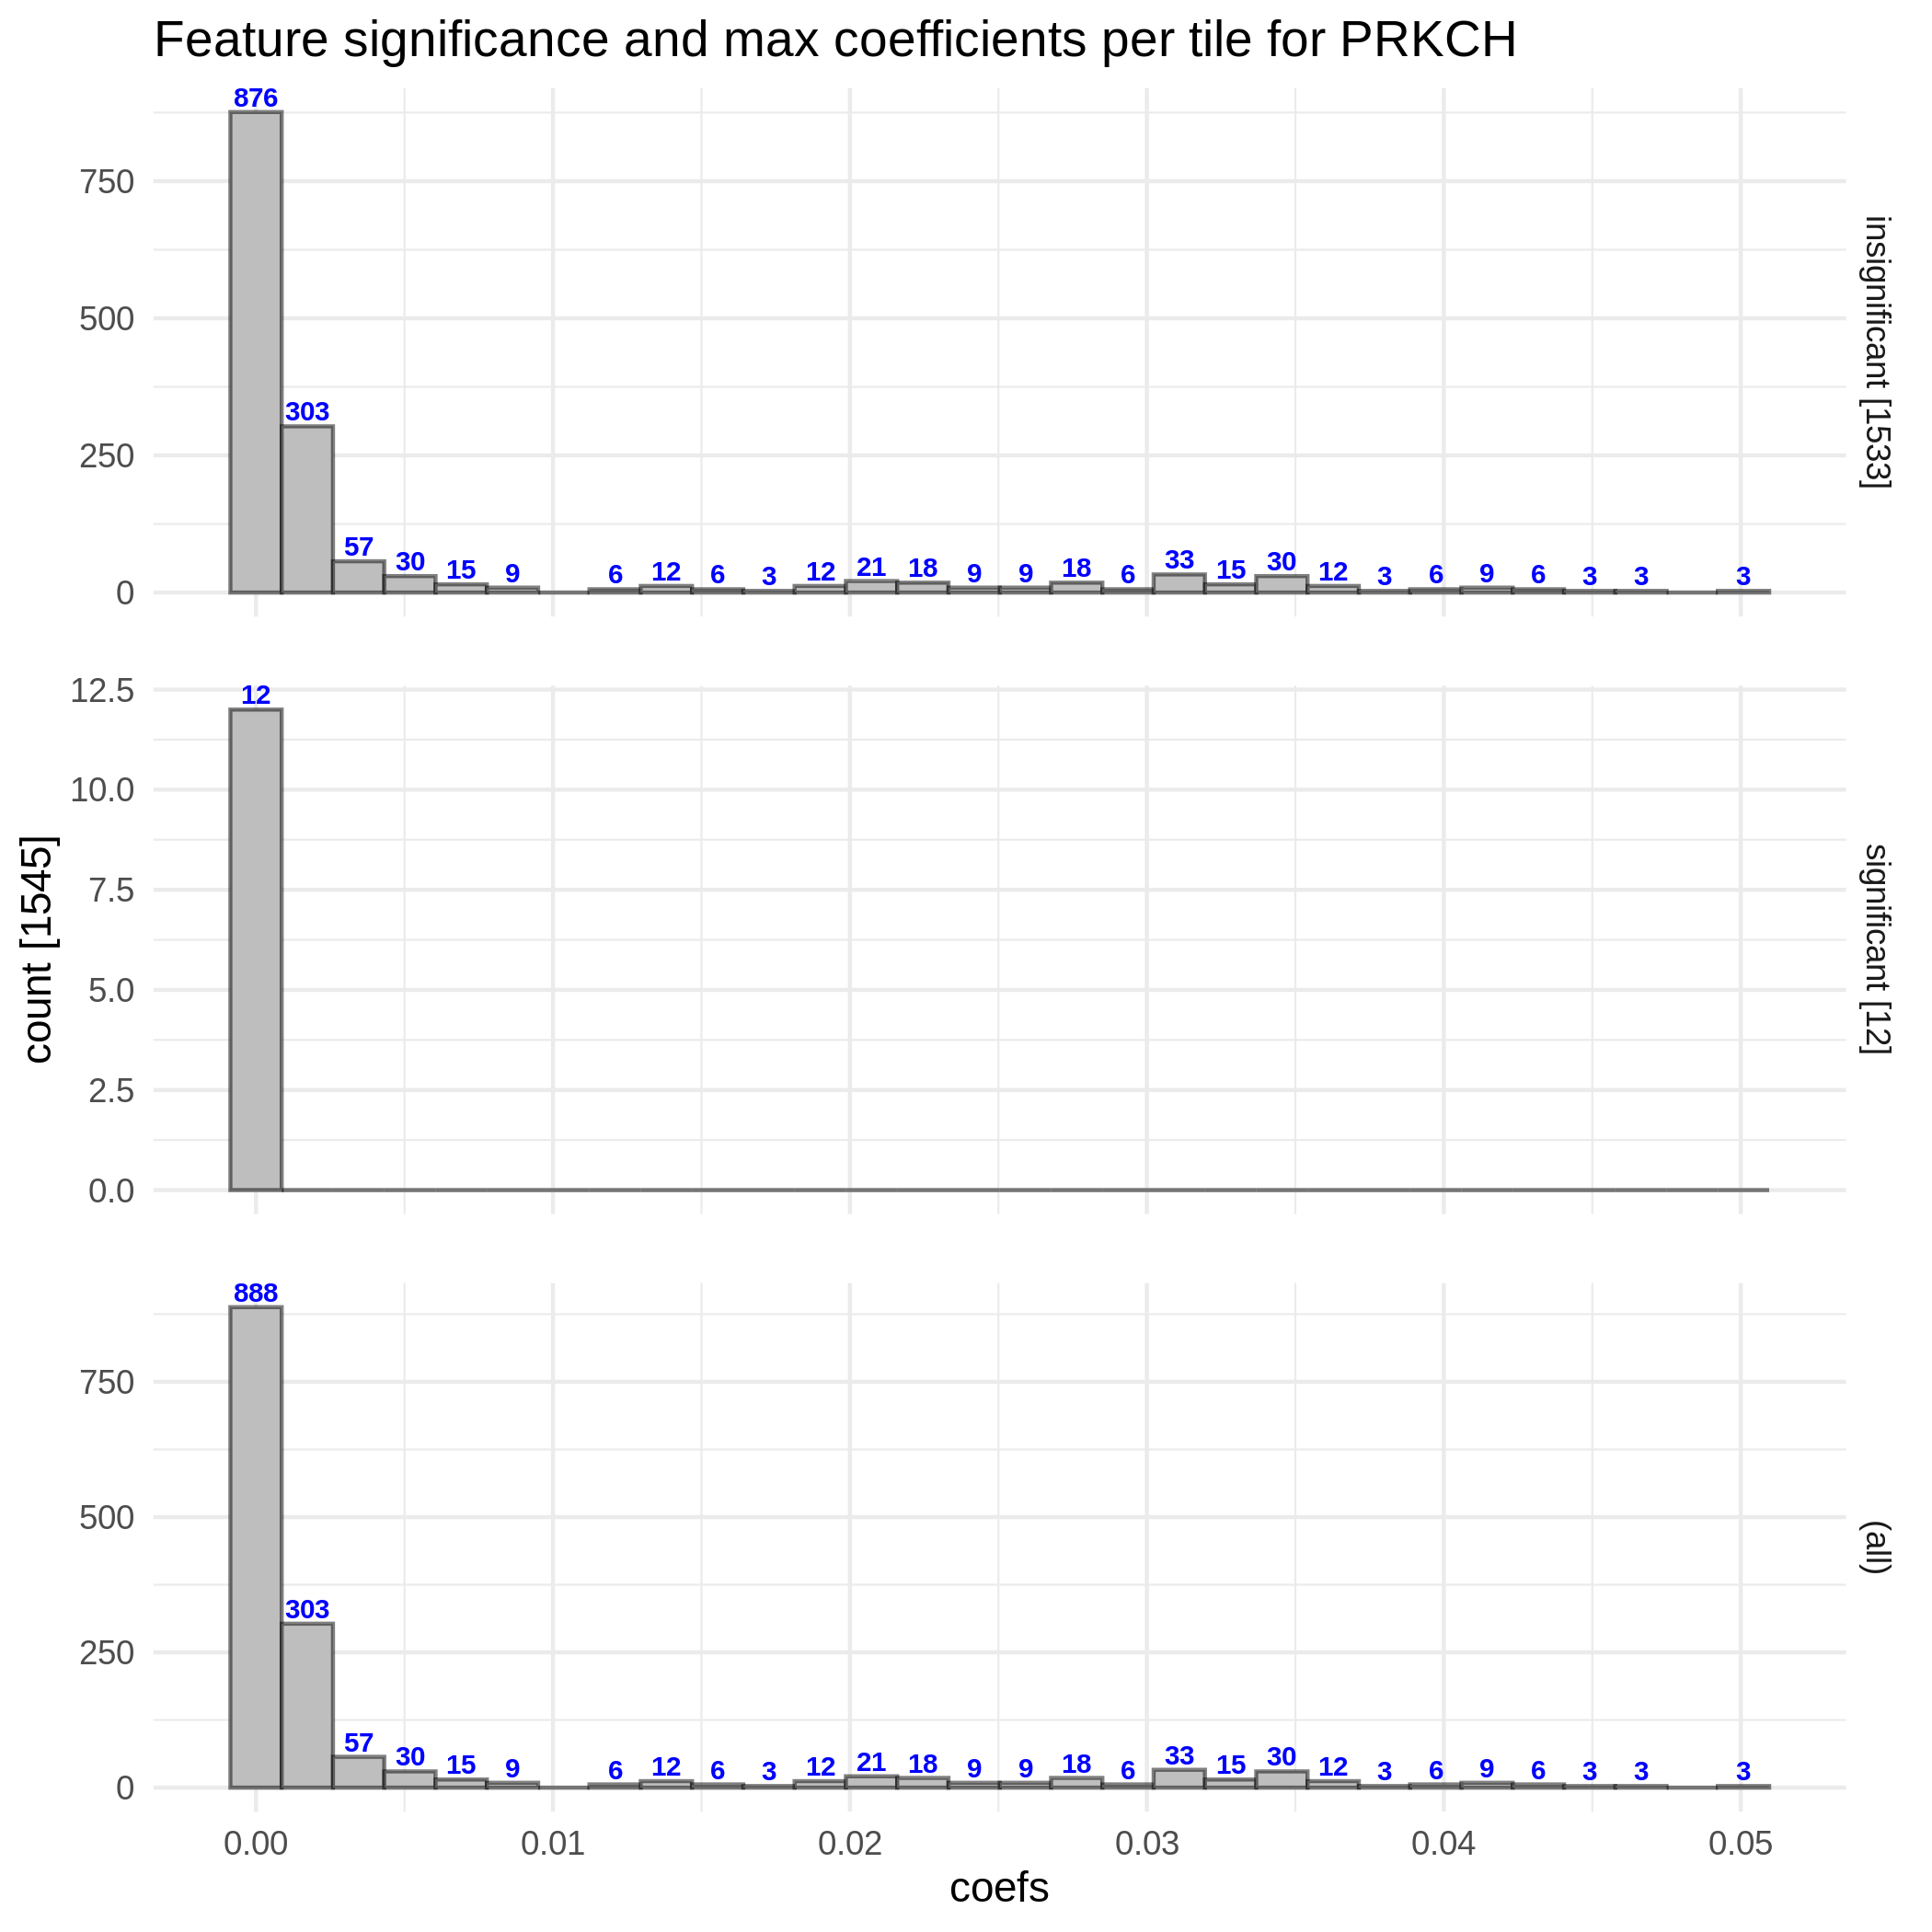 Feature significance and max coefficients per tile for PRKCH
count [1545]
876
303
57 30 15 9 6 12 6 3 12 21 18 9 9 18 6 33 15 30 12 3 6 9 6 3 3 3
750
500
250
0
insignificant [1533]
12
12.5
10.0
7.5
5.0
2.5
0.0
significant [12]
888
303
57 30 15 9 6 12 6 3 12 21 18 9 9 18 6 33 15 30 12 3 6 9 6 3 3 3
750
500
250
0
(all)
0.00 0.01 0.02 0.03 0.04 0.05
coefs